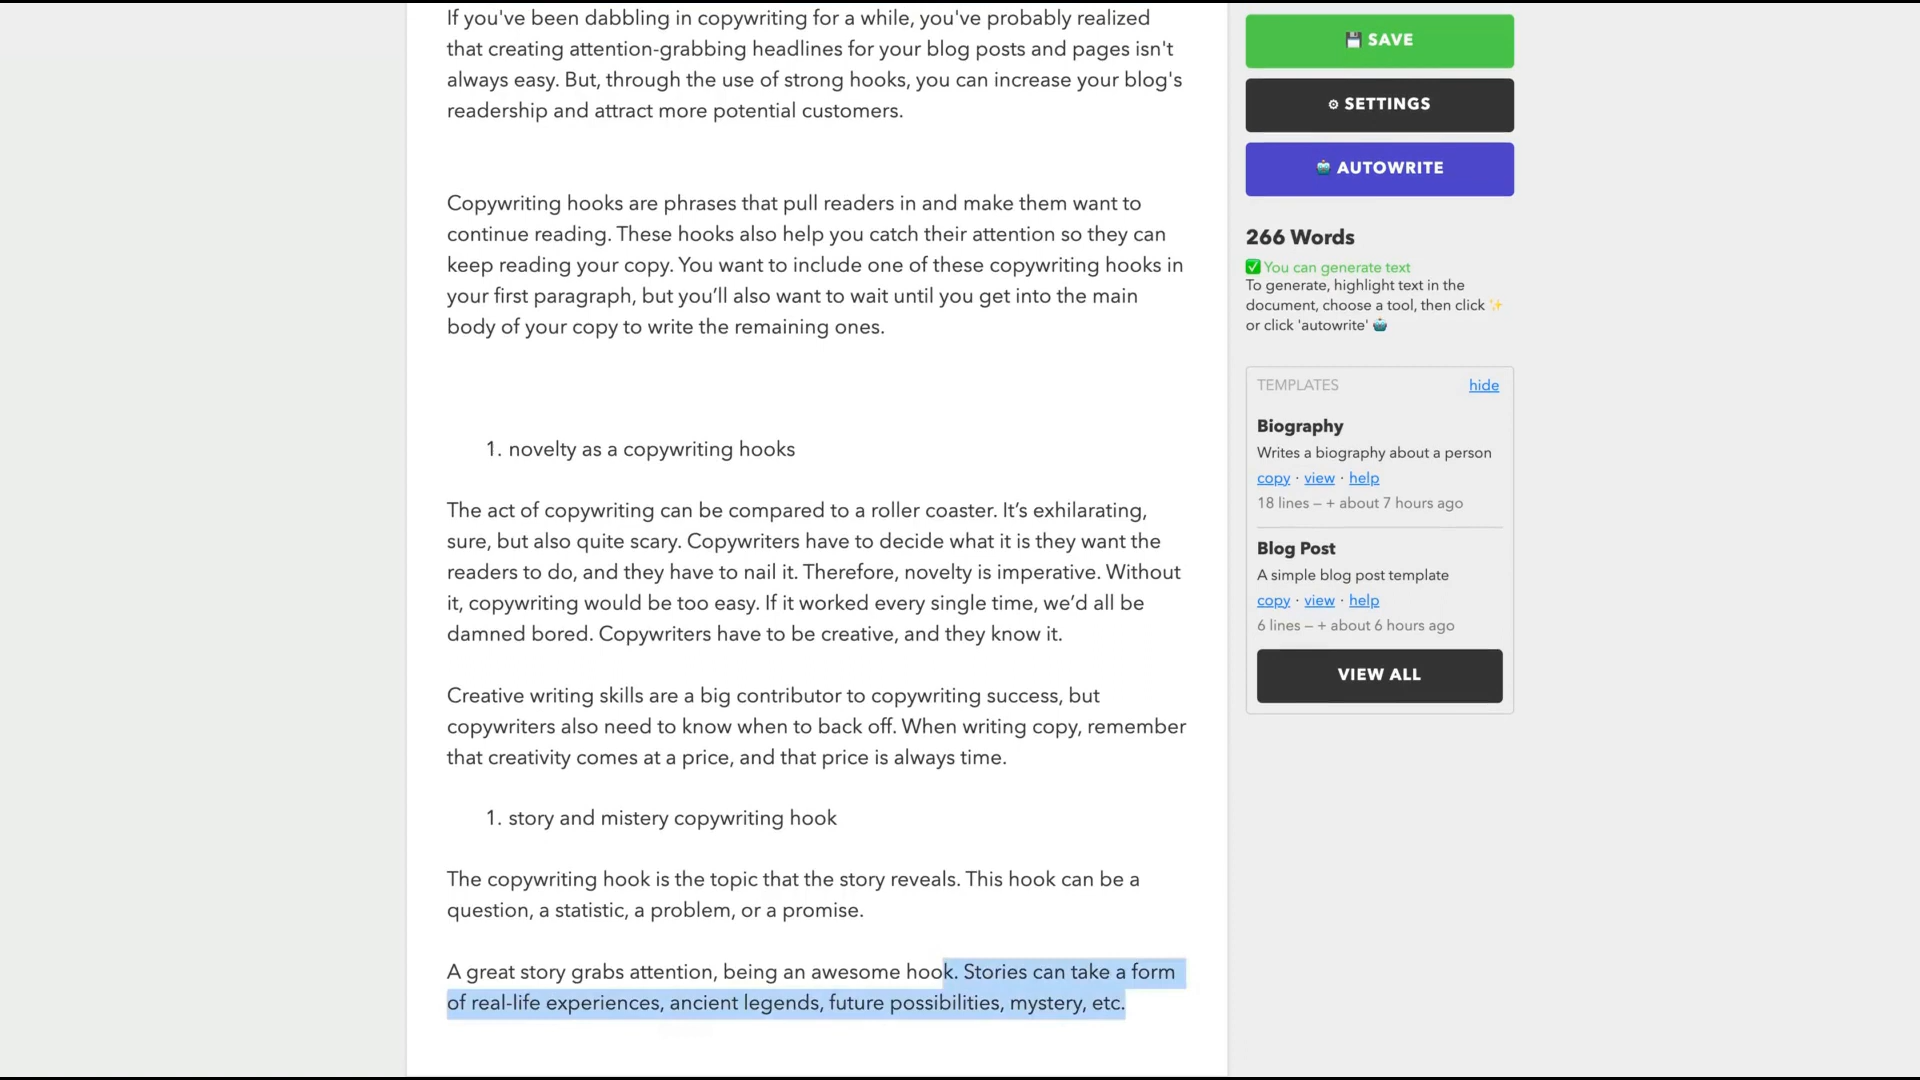 If you've been dabbling in copywriting for a while, you've probably realized
that creating attention-grabbing headlines for your blog posts and pages isn't
always easy. But, through the use of strong hooks, you can increase your blog's
readership and attract more potential customers.
Copywriting hooks are phrases that pull readers in and make them want to
continue reading. These hooks also help you catch their attention so they can
keep reading your copy. You want to include one of these copywriting hooks in
your first paragraph, but you’ll also want to wait until you get into the main
body of your copy to write the remaining ones.
1. novelty as a copywriting hooks
The act of copywriting can be compared to a roller coaster. It’s exhilarating,
sure, but also quite scary. Copywriters have to decide what it is they want the
readers to do, and they have to nail it. Therefore, novelty is imperative. Without
it, copywriting would be too easy. If it worked every single time, we’d all be
damned bored. Copywriters have to be creative, and they know it.
Creative writing skills are a big contributor to copywriting success, but
copywriters also need to know when to back off. When writing copy, remember
that creativity comes at a price, and that price is always time.
1. story and mistery copywriting hook
The copywriting hook is the topic that the story reveals. This hook can be a
question, a statistic, a problem, or a promise.
A great story grabs attention, being an awesome hook. Stories can take a form
of real-life experiences, ancient legends, future possibilities, mystery, etc.
💾 SAVE
⚙ SETTINGS
🤖 AUTOWRITE
266 Words
✅ You can generate text
To generate, highlight text in the
document, choose a tool, then click ✨
or click 'autowrite' 🤖
TEMPLATES hide
Biography
Writes a biography about a person
copy · view · help
18 lines — + about 7 hours ago
Blog Post
A simple blog post template
copy · view · help
6 lines — + about 6 hours ago
VIEW ALL